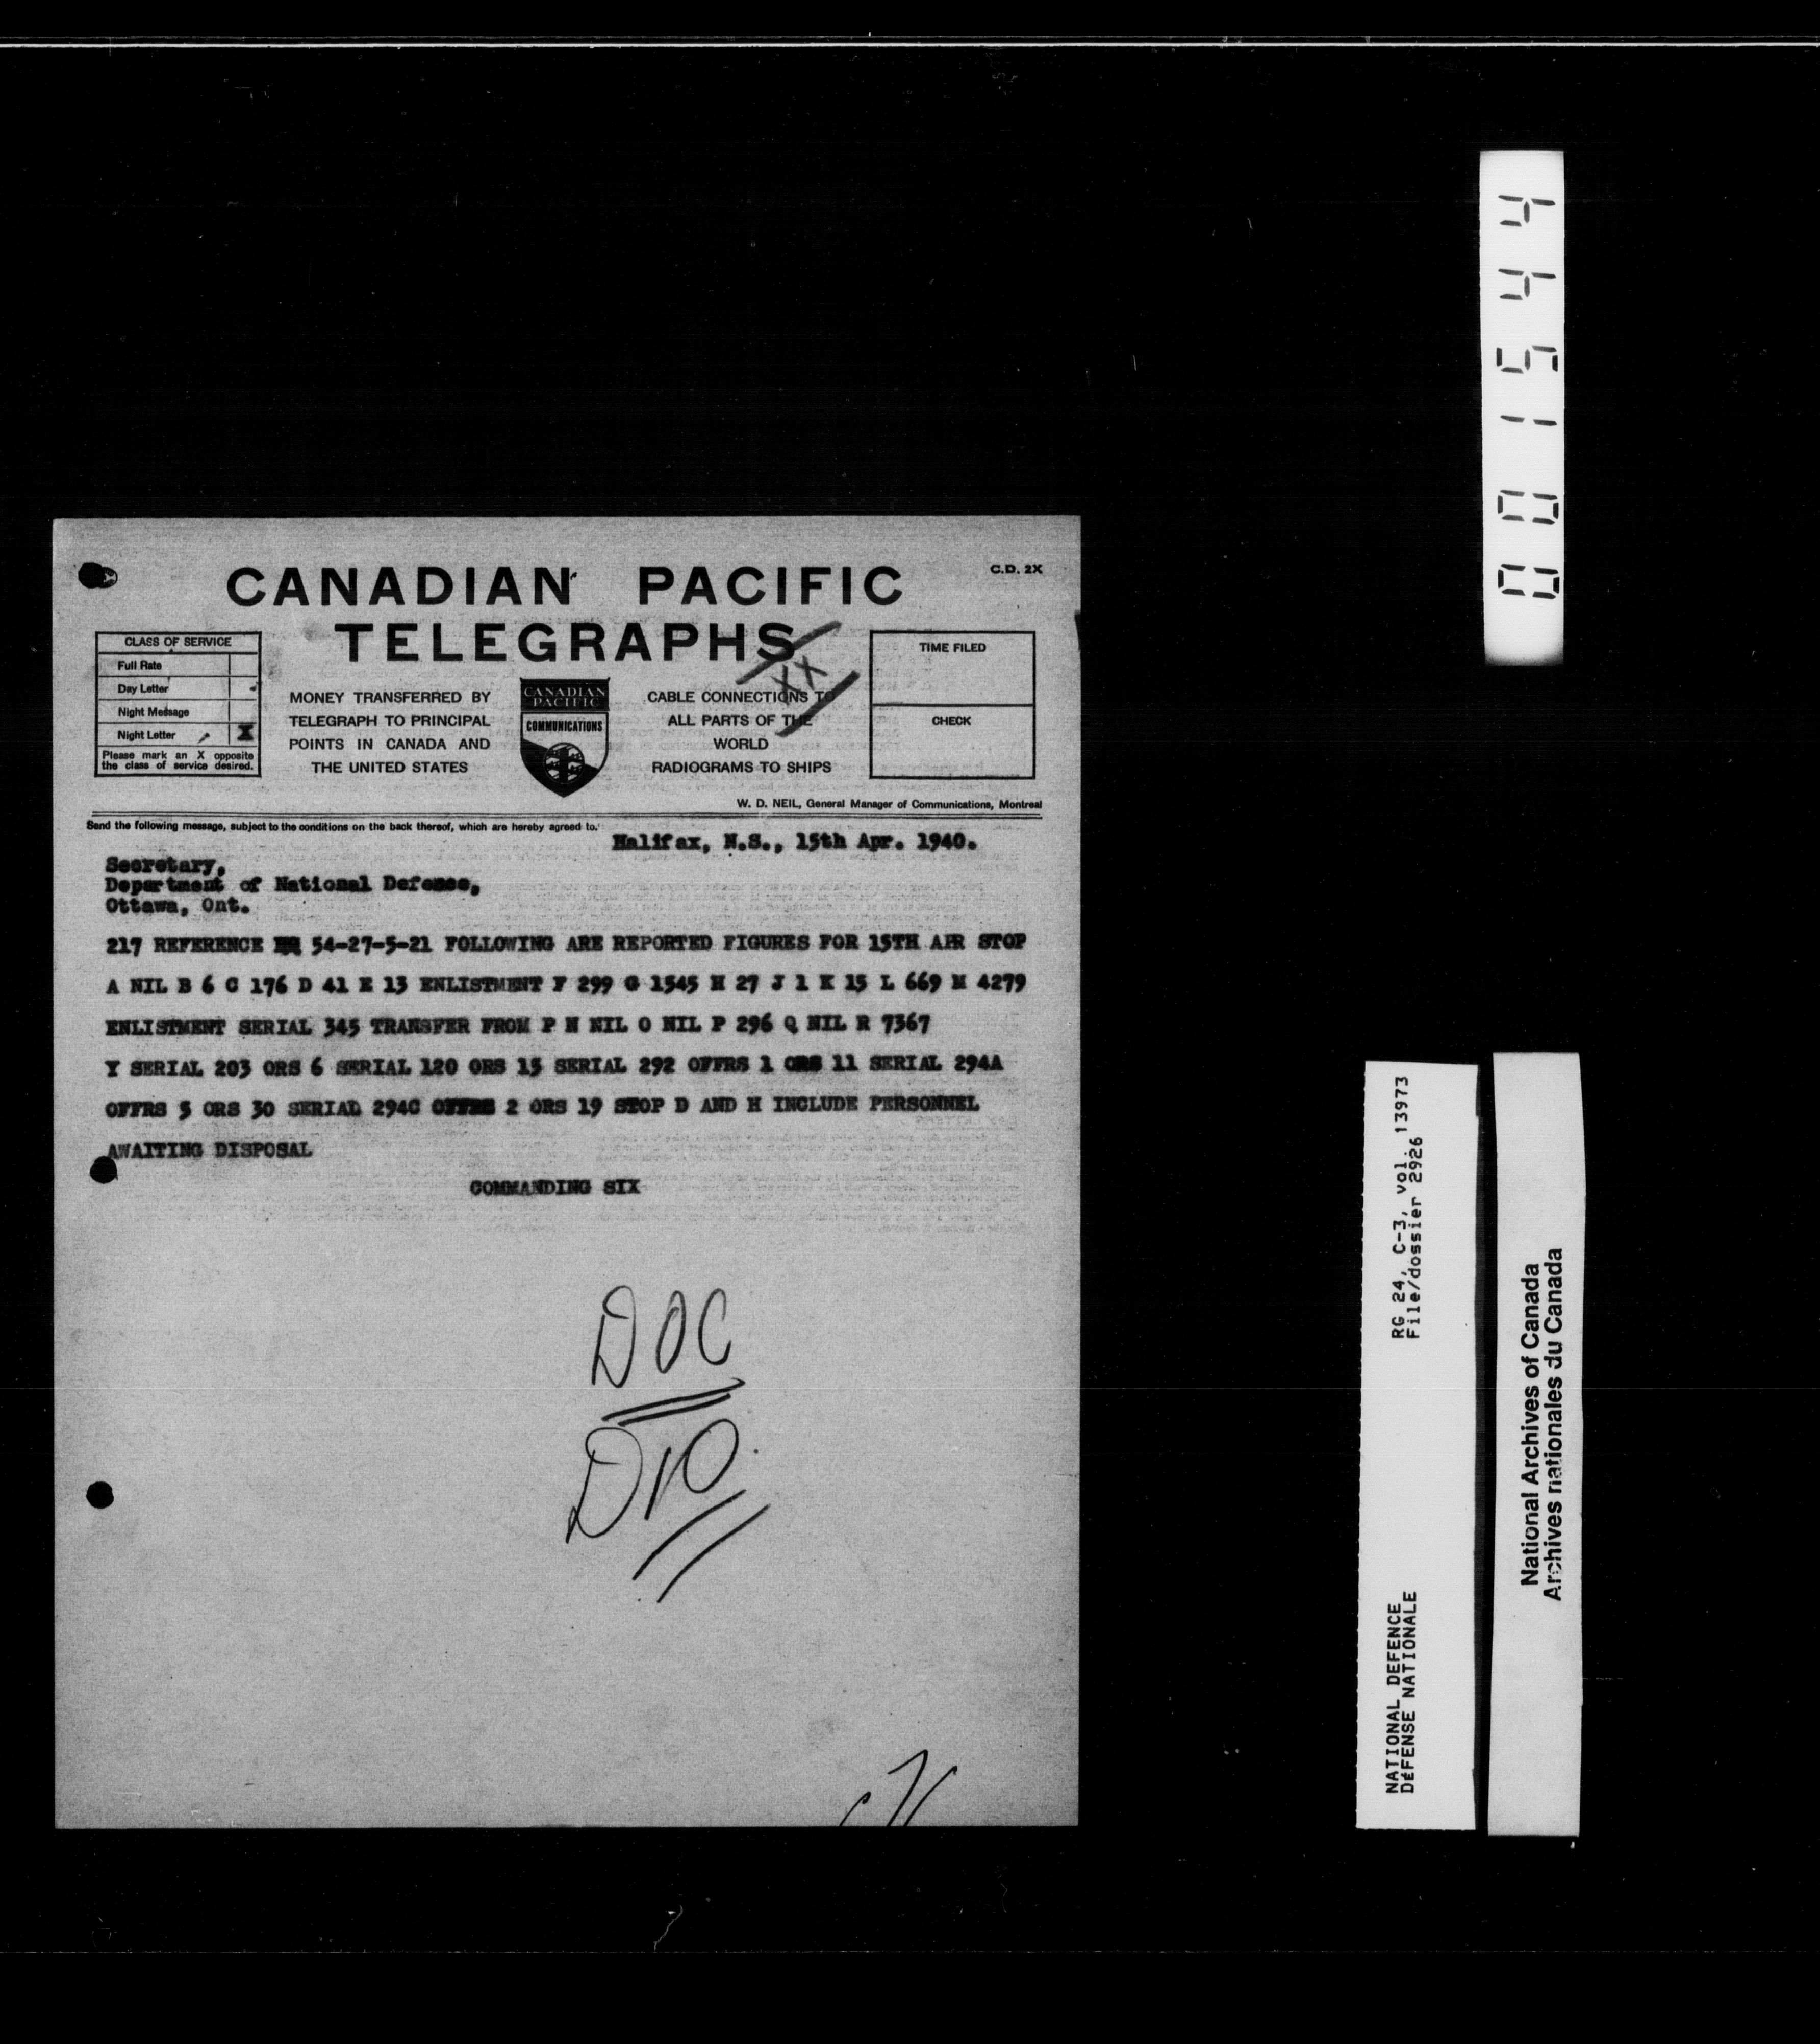 001544
C.D. 2X
CANADIAN PACIFIC
TELEGRAPHS
XX
CLASS OF SERVICE
Full Rate
Day Letter
Night Message
Night Letter X
Please mark an X opposite
the class of service desired.
MONEY TRANSFERRED BY
TELEGRAPH TO PRINCIPAL
POINTS IN CANADA AND
THE UNITED STATES
CANADIAN
PACIFIC
COMMUNICATIONS
CABLE CONNECTIONS TO
ALL PARTS OF THE
WORLD
RADIOGRAMS TO SHIPS
TIME FILED
CHECK
W. D. NEIL, General Manager of Communications, Montreal
Send the following message, subject to the conditions on the back thereof, which are hereby agreed to.
Halifax, N.S., 15th Apr. 1940.
Secretary,
Department of National Defence,
Ottawa, Ont.
217 REFERENCE HQ 54-27-5-21 FOLLOWING ARE REPORTED FIGURES FOR 15TH APR STOP
A NIL B 6 C 176 D 41 E 13 ENLISTMENT F 299 G 1545 H 27 J 1 K 15 L 669 M 4279
ENLISTMENT SERIAL 345 TRANSFER FROM P N NIL O NIL P 296 Q NIL R 7367
Y SERIAL 203 ORS 6 SERIAL 120 ORS 15 SERIAL 292 OFFRS 1 ORS 11 SERIAL 294A
OFFRS 5 ORS 30 SERIAL 294C OFFRS 2 ORS 19 STOP D AND H INCLUDE PERSONNEL
AWAITING DISPOSAL
COMMANDING SIX
DOC
DIO
RG 24, C-3, vol. 13973
File/dossier 2926
NATIONAL DEFENCE
DéFENSE NATIONALE
National Archives of Canada
Archives nationales du Canada